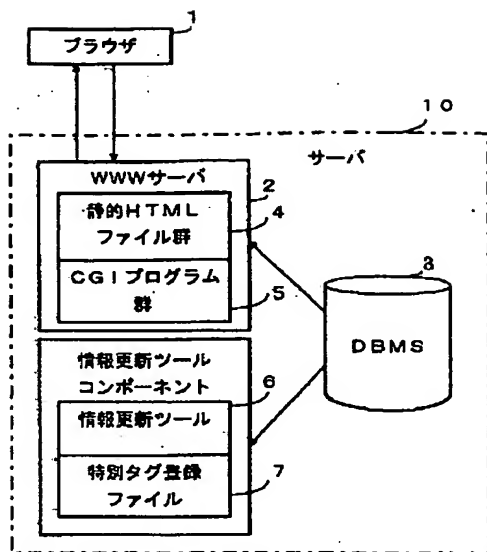 1
ブラウザ
10
サーバ
WWWサーバ
2
静的HTML
ファイル群
4
CGIプログラム
群
5
3
DBMS
情報更新ツール
コンポーネント
6
情報更新ツール
特別タグ登録
ファイル
7